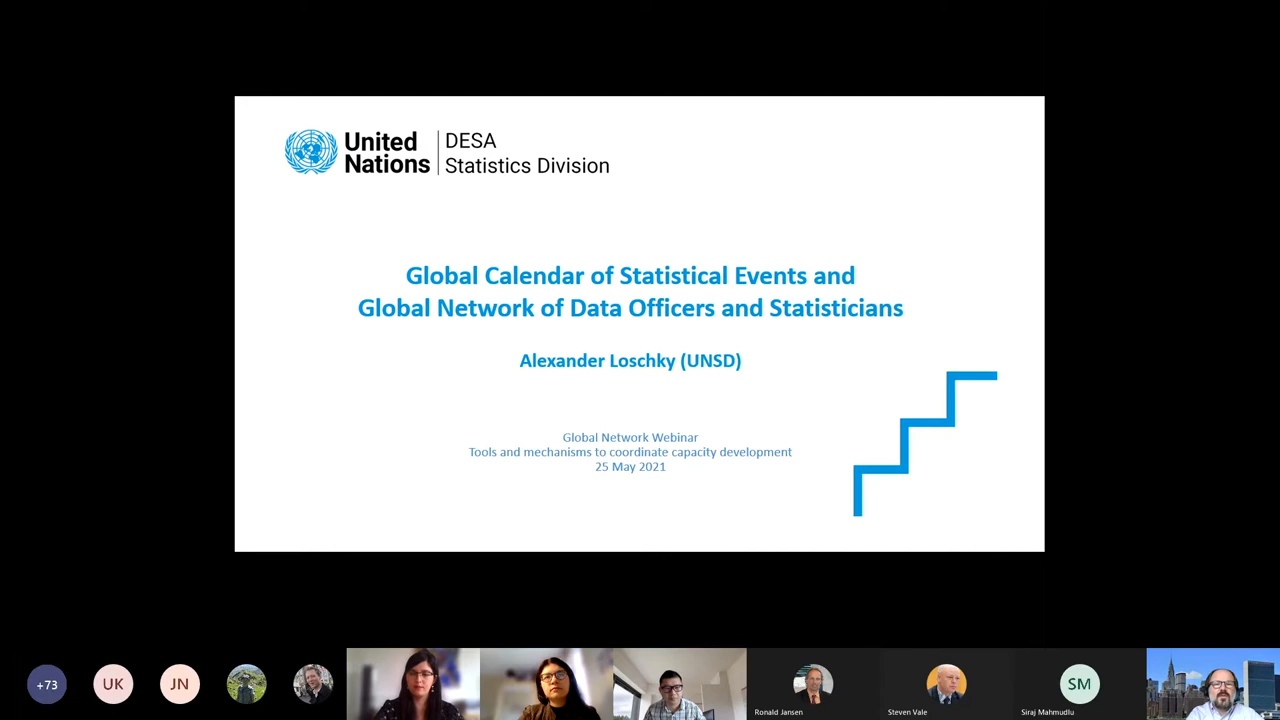 United
Nations
DESA
Statistics Division
Global Calendar of Statistical Events and
Global Network of Data Officers and Statisticians
Alexander Loschky (UNSD)
Global Network Webinar
Tools and mechanisms to coordinate capacity development
25 May 2021
+73
UK
JN
Ronald Jansen
Steven Vale
SM
Siraj Mahmudlu